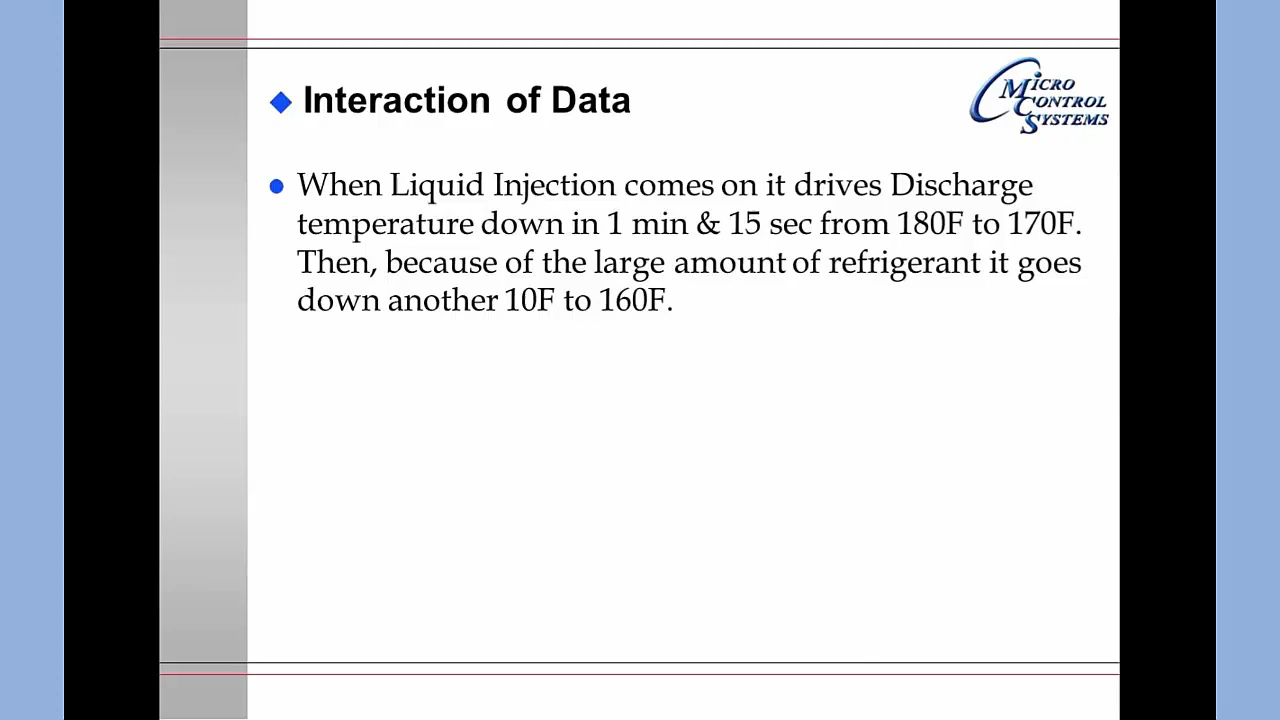 Interaction of Data
MICRO
CONTROL
SYSTEMS
When Liquid Injection comes on it drives Discharge
temperature down in 1 min & 15 sec from 180F to 170F.
Then, because of the large amount of refrigerant it goes
down another 10F to 160F.